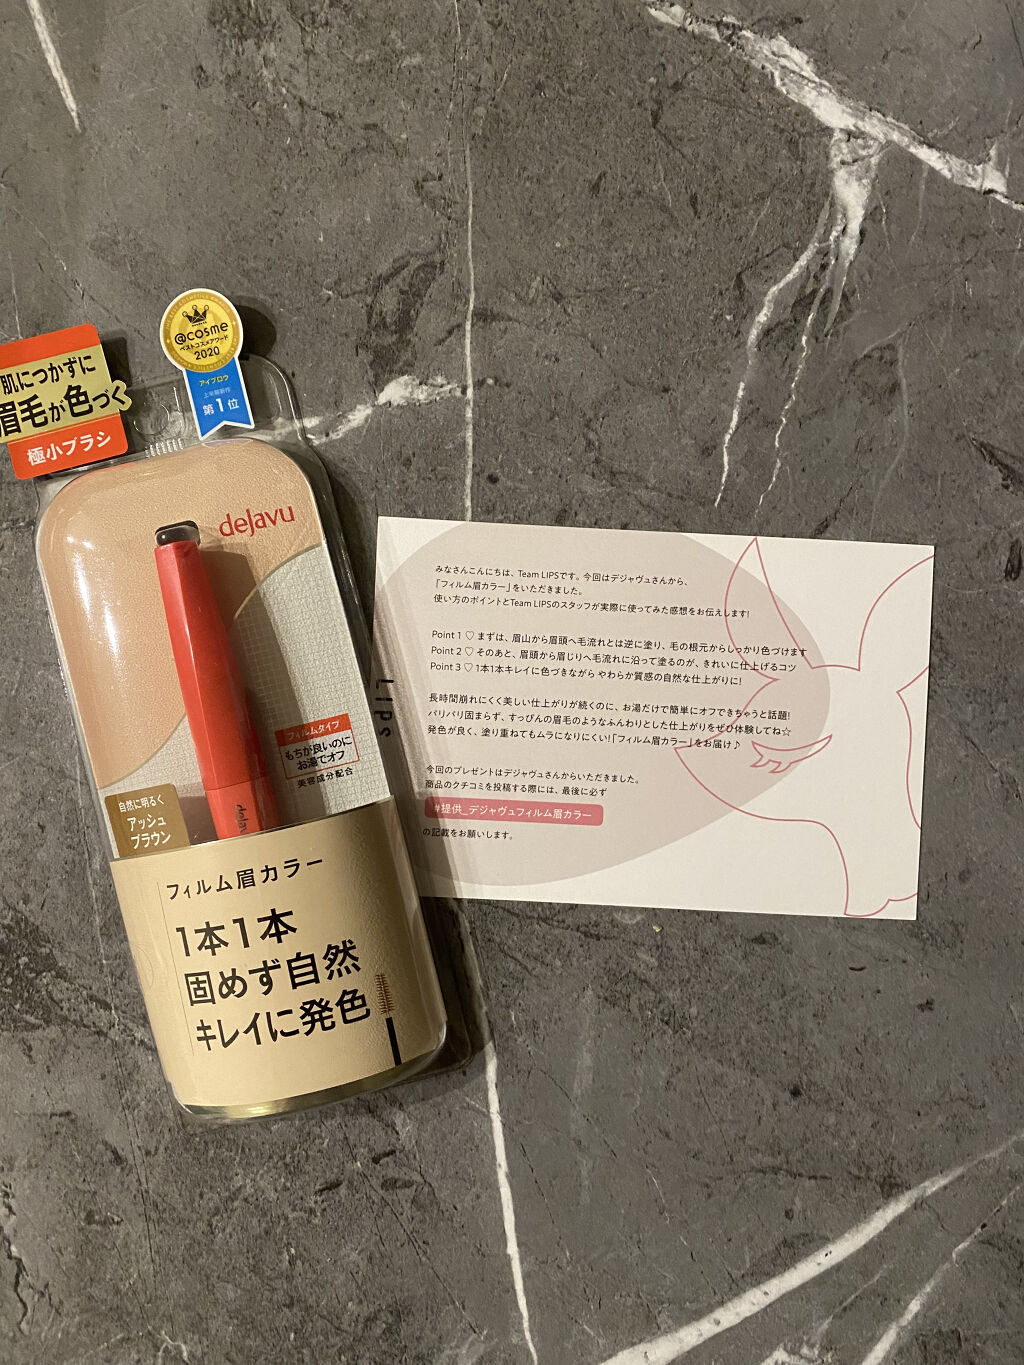 肌につかずに
眉毛が色づく
極小ブラシ
@cosme
ベストコスメアワード
2020
アイブロウ
上半期新作
第1位
dejavu
フィルムタイプ
もちが良いのに
お湯でオフ
美容成分配合
自然に明るく
アッシュ
ブラウン
dejavu
フィルム眉カラー
1本1本
固めず自然
キレイに発色
LIPS
みなさんこんにちは、Team LIPSです。今回はデジャヴュさんから、
「フィルム眉カラー」をいただきました。
使い方のポイントとTeam LIPSのスタッフが実際に使ってみた感想をお伝えします!
Point 1 ♡ まずは、眉山から眉頭へ毛流れとは逆に塗り、毛の根元からしっかり色づけます
Point 2 ♡ そのあと、眉頭から眉じりへ毛流れに沿って塗るのが、きれいに仕上げるコツ
Point 3 ♡ 1本1本キレイに色づきながら やわらか質感の自然な仕上がりに!
長時間崩れにくく美しい仕上がりが続くのに、お湯だけで簡単にオフできちゃうと話題!
パリパリ固まらず、すっぴんの眉毛のようなふんわりとした仕上がりをぜひ体験してね☆
発色が良く、塗り重ねてもムラになりにくい!「フィルム眉カラー」をお届け♪
今回のプレゼントはデジャヴュさんからいただきました。
商品のクチコミを投稿する際には、最後に必ず
#提供_デジャヴュフィルム眉カラー
の記載をお願いします。